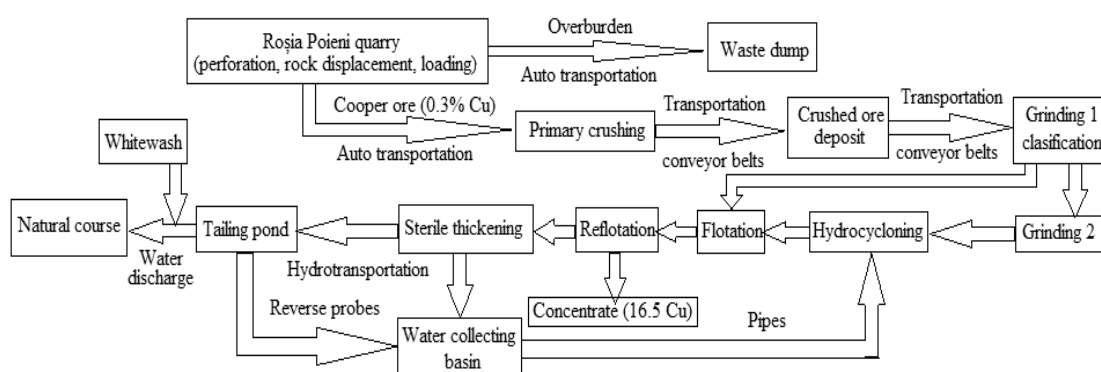 Overburden
Roșia Poieni quarry
(perforation, rock displacement, loading)
Waste dump
Auto transportation
Cooper ore (0.3% Cu)
Transportation
Transportation
Whitewash
Primary crushing
Crushed ore
deposit
Grinding 1
clasification
Auto transportation
conveyor belts
conveyor belts
Natural course
Tailing pond
Sterile thickening
Reflotation
Flotation
Hydrocycloning
Grinding 2
Water
discharge
Hydrotransportation
Reverse probes
Concentrate (16.5 Cu)
Water collecting
basin
Pipes